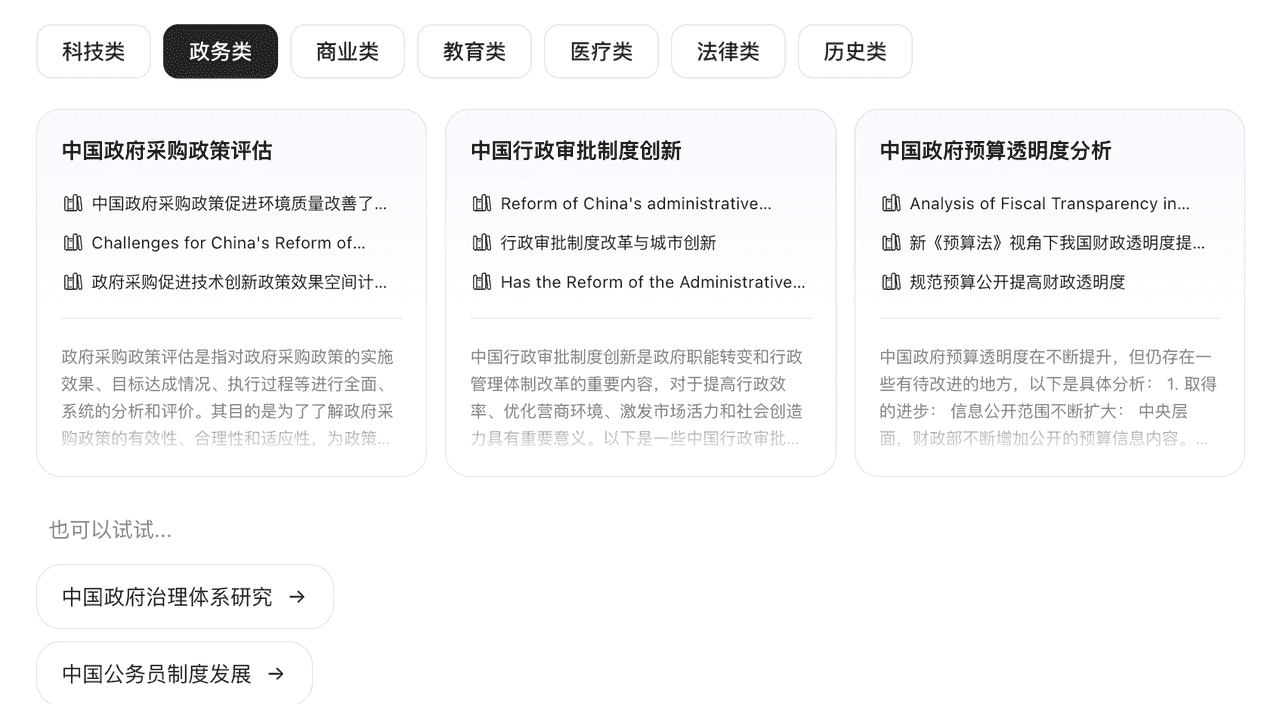 科技类
政务类
商业类
教育类
医疗类
法律类
历史类
中国政府采购政策评估
中国政府采购政策促进环境质量改善了...
Challenges for China's Reform of...
政府采购促进技术创新政策效果空间计...
政府采购政策评估是指对政府采购政策的实施
效果、目标达成情况、执行过程等进行全面、
系统的分析和评价。其目的是为了了解政府采
购政策的有效性、合理性和适应性，为政策...
中国行政审批制度创新
Reform of China's administrative...
行政审批制度改革与城市创新
Has the Reform of the Administrative...
中国行政审批制度创新是政府职能转变和行政
管理体制改革的重要内容，对于提高行政效
率、优化营商环境、激发市场活力和社会创造
力具有重要意义。以下是一些中国行政审批...
中国政府预算透明度分析
Analysis of Fiscal Transparency in...
新《预算法》视角下我国财政透明度提...
规范预算公开提高财政透明度
中国政府预算透明度在不断提升，但仍存在一
些有待改进的地方，以下是具体分析： 1. 取得
的进步： 信息公开范围不断扩大： 中央层
面，财政部不断增加公开的预算信息内容。...
也可以试试...
中国政府治理体系研究 →
中国公务员制度发展 →